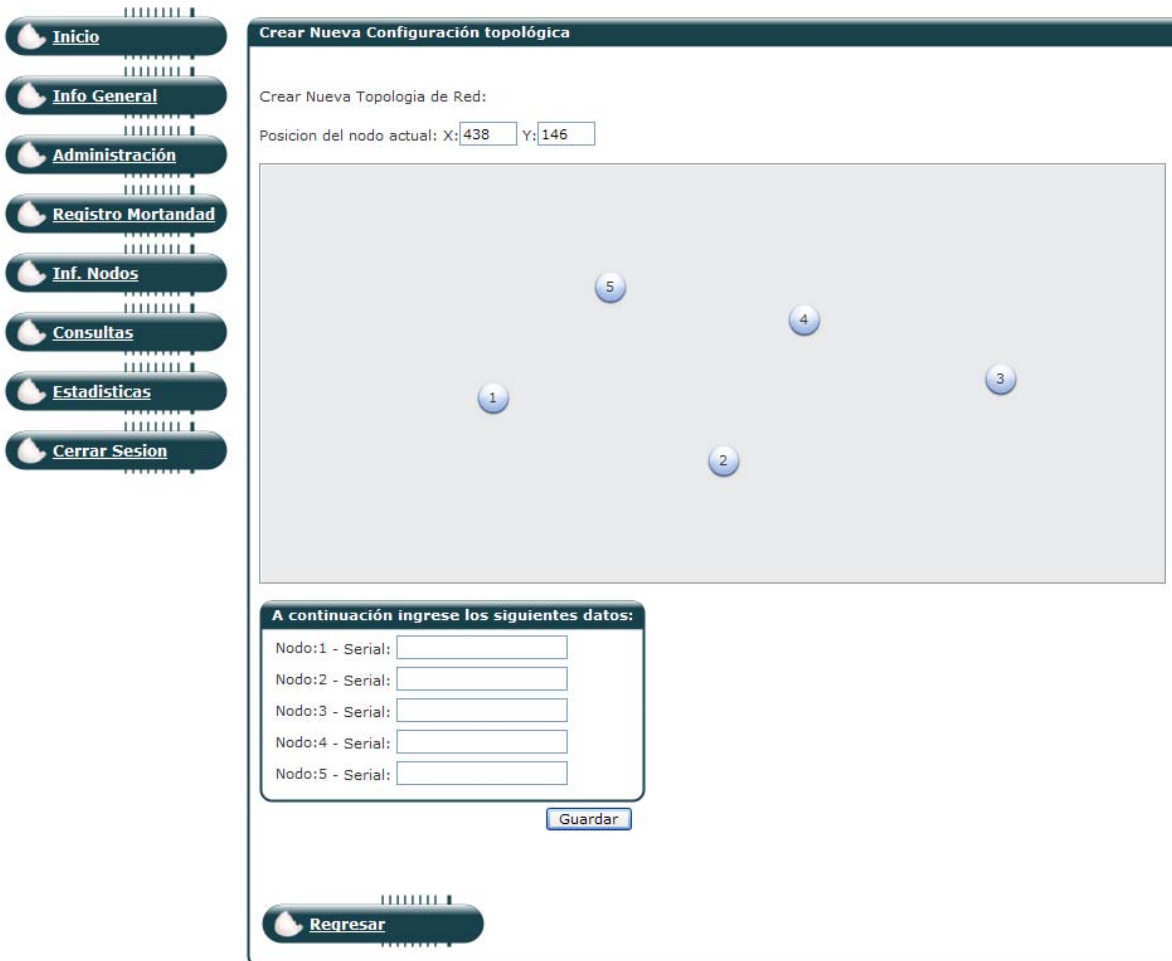 Inicio
Info General
Administración
Registro Mortandad
Inf. Nodos
Consultas
Estadisticas
Cerrar Sesion
Crear Nueva Configuración topológica
Crear Nueva Topologia de Red:
Posicion del nodo actual: X: 438 Y: 146
5
4
3
1
2
A continuación ingrese los siguientes datos:
Nodo:1 - Serial:
Nodo:2 - Serial:
Nodo:3 - Serial:
Nodo:4 - Serial:
Nodo:5 - Serial:
Guardar
Regresar